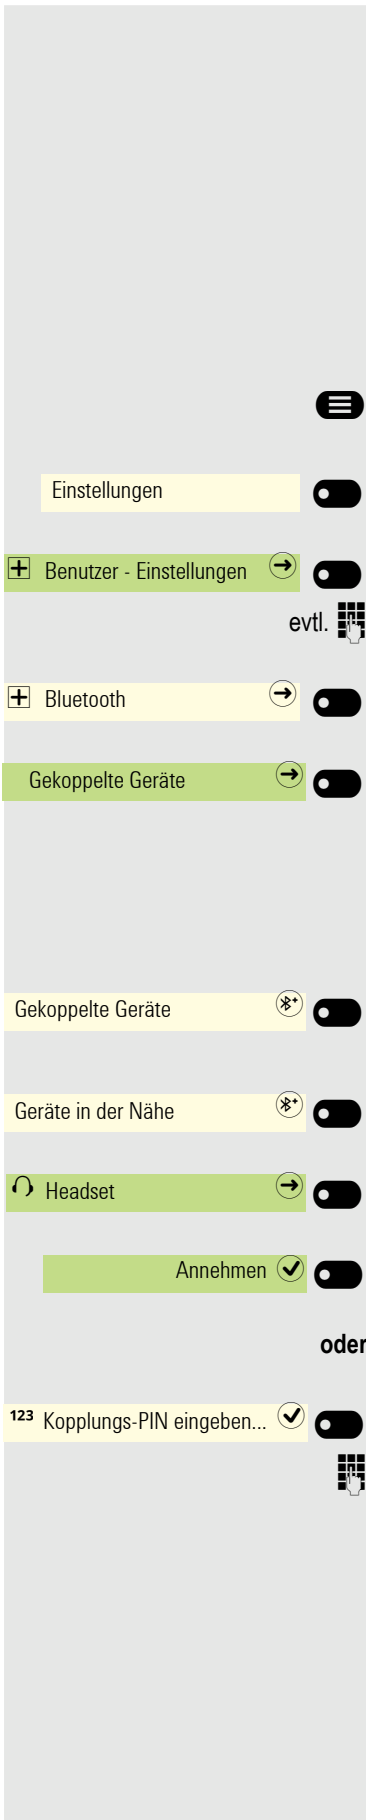 Einstellungen
Benutzer - Einstellungen
evtl.
Bluetooth
Gekoppelte Geräte
Gekoppelte Geräte
Geräte in der Nähe
Headset
Annehmen
oder
123 Kopplungs-PIN eingeben...